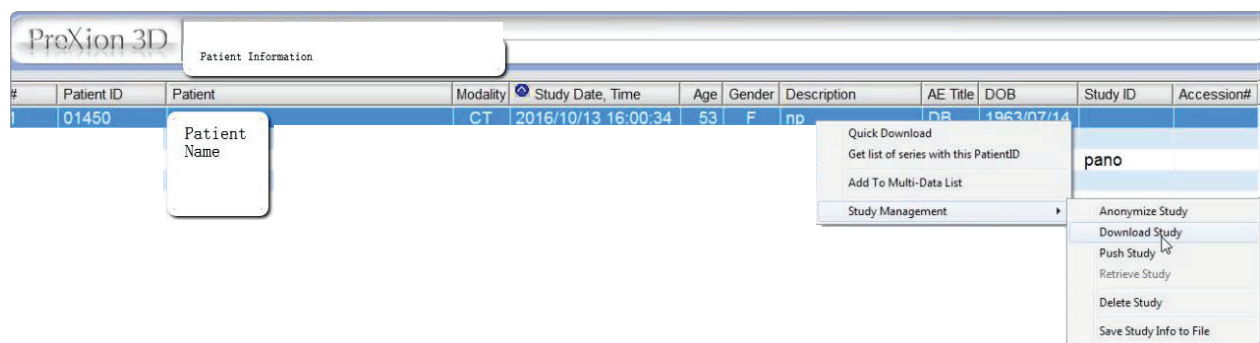 PreXion 3D
Patient Information
# Patient ID Patient Modality Study Date, Time Age Gender Description AE Title DOB Study ID Accession#
1 01450 Patient Name CT 2016/10/13 16:00:34 53 F np DB 1963/07/14
Quick Download
Get list of series with this PatientID
pano
Add To Multi-Data List
Study Management
Anonymize Study
Download Study
Push Study
Retrieve Study
Delete Study
Save Study Info to File